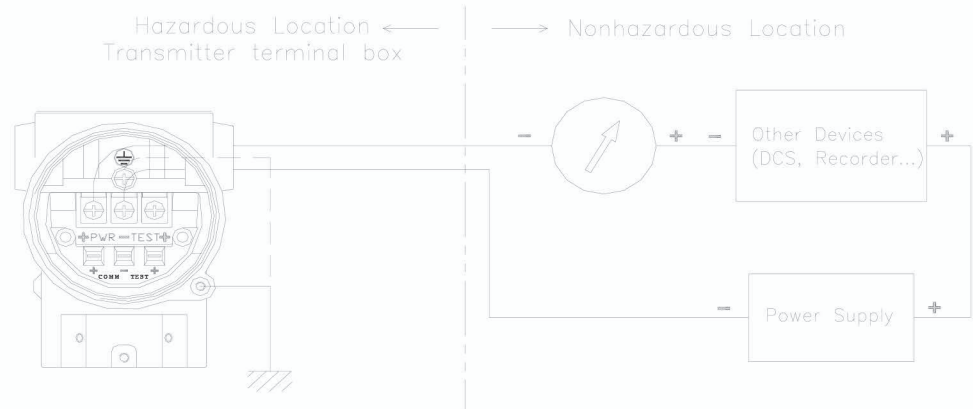 Hazardous Location
Transmitter terminal box
Nonhazardous Location
- + - +
Other Devices
(DCS, Recorder...)
+PWR-TEST+
+ - +
COMM TEST
- +
Power Supply